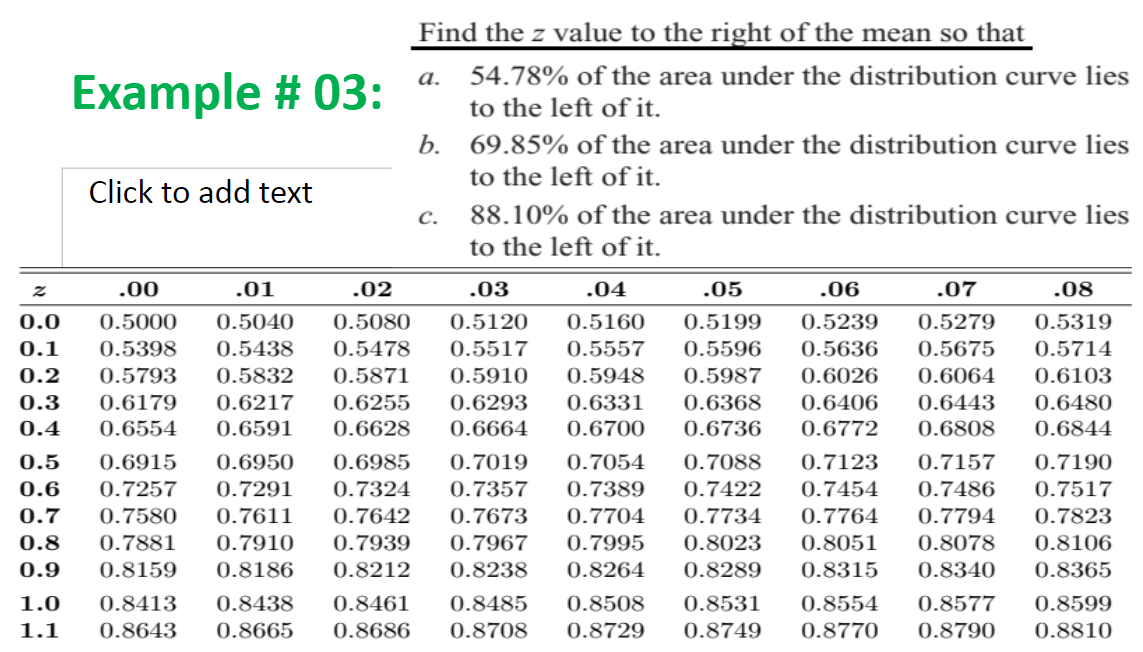 Find the z value to the right of the mean so that
Example # 03:
a. 54.78% of the area under the distribution curve lies
to the left of it.
b. 69.85% of the area under the distribution curve lies
to the left of it.
Click to add text
c. 88.10% of the area under the distribution curve lies
to the left of it.
z .00 .01 .02 .03 .04 .05 .06 .07 .08
0.0 0.5000 0.5040 0.5080 0.5120 0.5160 0.5199 0.5239 0.5279 0.5319
0.1 0.5398 0.5438 0.5478 0.5517 0.5557 0.5596 0.5636 0.5675 0.5714
0.2 0.5793 0.5832 0.5871 0.5910 0.5948 0.5987 0.6026 0.6064 0.6103
0.3 0.6179 0.6217 0.6255 0.6293 0.6331 0.6368 0.6406 0.6443 0.6480
0.4 0.6554 0.6591 0.6628 0.6664 0.6700 0.6736 0.6772 0.6808 0.6844
0.5 0.6915 0.6950 0.6985 0.7019 0.7054 0.7088 0.7123 0.7157 0.7190
0.6 0.7257 0.7291 0.7324 0.7357 0.7389 0.7422 0.7454 0.7486 0.7517
0.7 0.7580 0.7611 0.7642 0.7673 0.7704 0.7734 0.7764 0.7794 0.7823
0.8 0.7881 0.7910 0.7939 0.7967 0.7995 0.8023 0.8051 0.8078 0.8106
0.9 0.8159 0.8186 0.8212 0.8238 0.8264 0.8289 0.8315 0.8340 0.8365
1.0 0.8413 0.8438 0.8461 0.8485 0.8508 0.8531 0.8554 0.8577 0.8599
1.1 0.8643 0.8665 0.8686 0.8708 0.8729 0.8749 0.8770 0.8790 0.8810